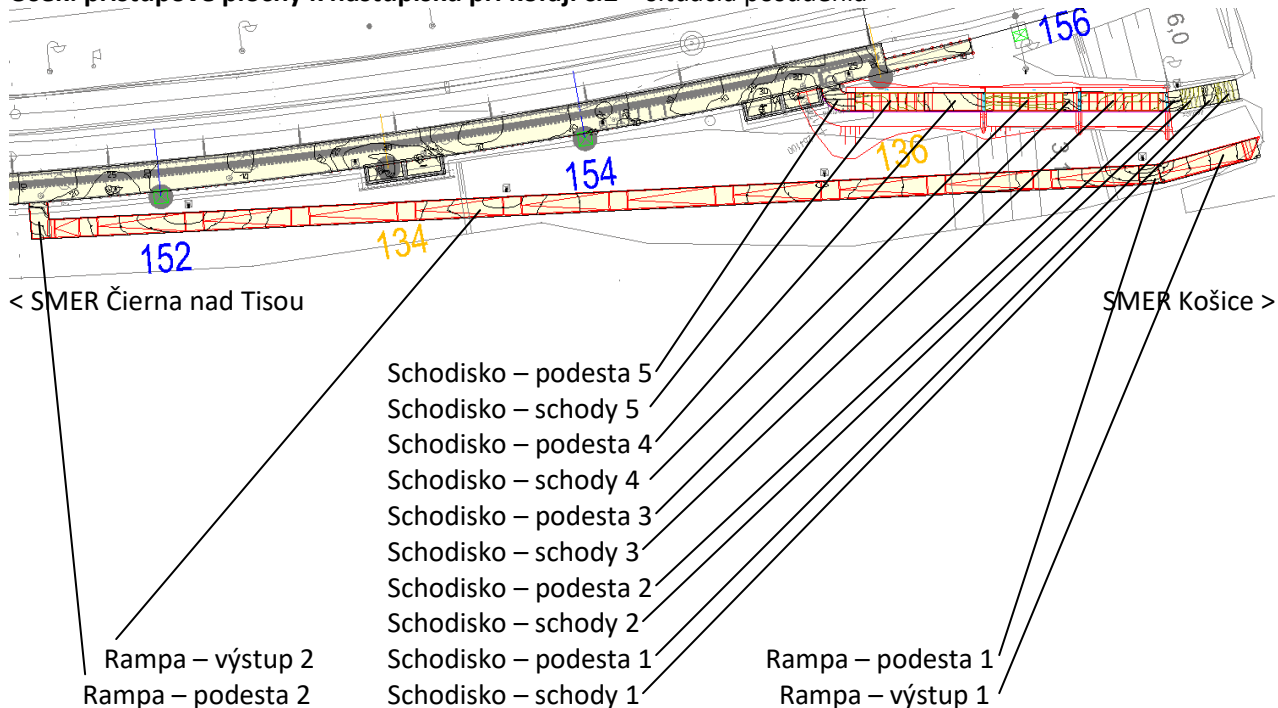 156
6,0
136
154
134
152
< SMER Čierna nad Tisou
SMER Košice >
Schodisko – podesta 5
Schodisko – schody 5
Schodisko – podesta 4
Schodisko – schody 4
Schodisko – podesta 3
Schodisko – schody 3
Schodisko – podesta 2
Schodisko – schody 2
Rampa – výstup 2
Schodisko – podesta 1
Rampa – podesta 1
Rampa – podesta 2
Schodisko – schody 1
Rampa – výstup 1